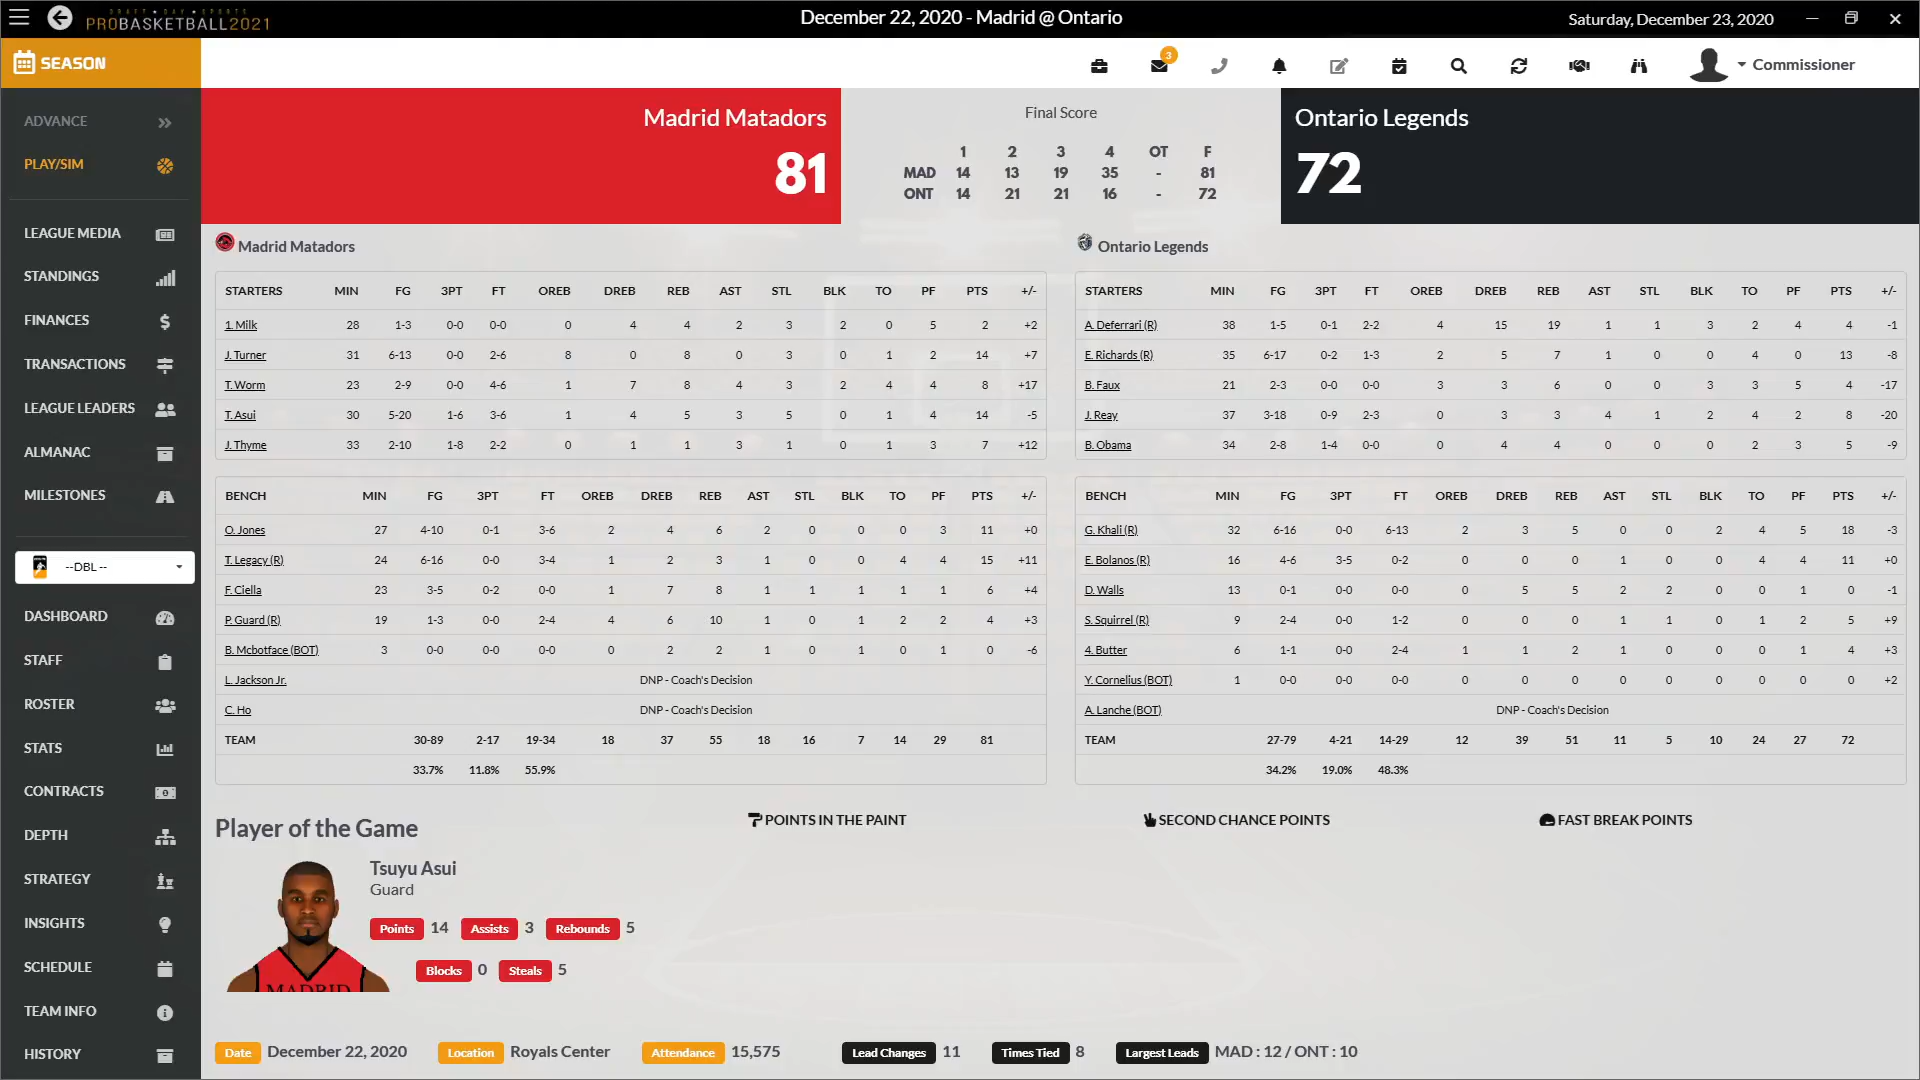 DRAFT • DAY • SPORTS
PROBASKETBALL2021
December 22, 2020 - Madrid @ Ontario
Saturday, December 23, 2020
SEASON
3
Commissioner
ADVANCE
PLAY/SIM
LEAGUE MEDIA
STANDINGS
FINANCES
TRANSACTIONS
LEAGUE LEADERS
ALMANAC
MILESTONES
--DBL --
DASHBOARD
STAFF
ROSTER
STATS
CONTRACTS
DEPTH
STRATEGY
INSIGHTS
SCHEDULE
TEAM INFO
HISTORY
Madrid Matadors
81
Final Score
1 2 3 4 OT F
MAD 14 13 19 35 - 81
ONT 14 21 21 16 - 72
Ontario Legends
72
Madrid Matadors
STARTERS MIN FG 3PT FT OREB DREB REB AST STL BLK TO PF PTS +/-
1. Milk 28 1-3 0-0 0-0 0 4 4 2 3 2 0 5 2 +2
J. Turner 31 6-13 0-0 2-6 8 0 8 0 3 0 1 2 14 +7
T. Worm 23 2-9 0-0 4-6 1 7 8 4 3 2 4 4 8 +17
T. Asui 30 5-20 1-6 3-6 1 4 5 3 5 0 1 4 14 -5
J. Thyme 33 2-10 1-8 2-2 0 1 1 3 1 0 1 3 7 +12
BENCH MIN FG 3PT FT OREB DREB REB AST STL BLK TO PF PTS +/-
O. Jones 27 4-10 0-1 3-6 2 4 6 2 0 0 0 3 11 +0
T. Legacy (R) 24 6-16 0-0 3-4 1 2 3 1 0 0 4 4 15 +11
F. Ciella 23 3-5 0-2 0-0 1 7 8 1 1 1 1 1 6 +4
P. Guard (R) 19 1-3 0-0 2-4 4 6 10 1 0 1 2 2 4 +3
B. Mcbotface (BOT) 3 0-0 0-0 0-0 0 2 2 1 0 1 0 1 0 -6
L. Jackson Jr. DNP - Coach's Decision
C. Ho DNP - Coach's Decision
TEAM 30-89 2-17 19-34 18 37 55 18 16 7 14 29 81
33.7% 11.8% 55.9%
Ontario Legends
STARTERS MIN FG 3PT FT OREB DREB REB AST STL BLK TO PF PTS +/-
A. Deferrari (R) 38 1-5 0-1 2-2 4 15 19 1 1 3 2 4 4 -1
E. Richards (R) 35 6-17 0-2 1-3 2 5 7 1 0 0 4 0 13 -8
B. Faux 21 2-3 0-0 0-0 3 3 6 0 0 3 3 5 4 -17
J. Reay 37 3-18 0-9 2-3 0 3 3 4 1 2 4 2 8 -20
B. Obama 34 2-8 1-4 0-0 0 4 4 0 0 0 2 3 5 -9
BENCH MIN FG 3PT FT OREB DREB REB AST STL BLK TO PF PTS +/-
G. Khali (R) 32 6-16 0-0 6-13 2 3 5 0 0 2 4 5 18 -3
E. Bolanos (R) 16 4-6 3-5 0-2 0 0 0 1 0 0 4 4 11 +0
D. Walls 13 0-1 0-0 0-0 0 5 5 2 2 0 0 1 0 -1
S. Squirrel (R) 9 2-4 0-0 1-2 0 0 0 1 1 0 1 2 5 +9
4. Butter 6 1-1 0-0 2-4 1 1 2 1 0 0 0 1 4 +3
Y. Cornelius (BOT) 1 0-0 0-0 0-0 0 0 0 0 0 0 0 0 0 +2
A. Lanche (BOT) DNP - Coach's Decision
TEAM 27-79 4-21 14-29 12 39 51 11 5 10 24 27 72
34.2% 19.0% 48.3%
Player of the Game
POINTS IN THE PAINT
SECOND CHANCE POINTS
FAST BREAK POINTS
Tsuyu Asui
Guard
Points 14 Assists 3 Rebounds 5
Blocks 0 Steals 5
MADRID
Date December 22, 2020 Location Royals Center Attendance 15,575 Lead Changes 11 Times Tied 8 Largest Leads MAD : 12 / ONT : 10